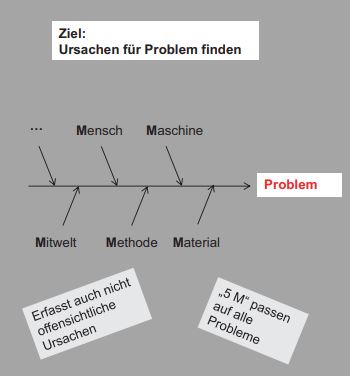 Ziel:
Ursachen für Problem finden
... Mensch Maschine
Problem
Mitwelt Methode Material
Erfasst auch nicht
offensichtliche
Ursachen
„5 M“ passen
auf alle
Probleme